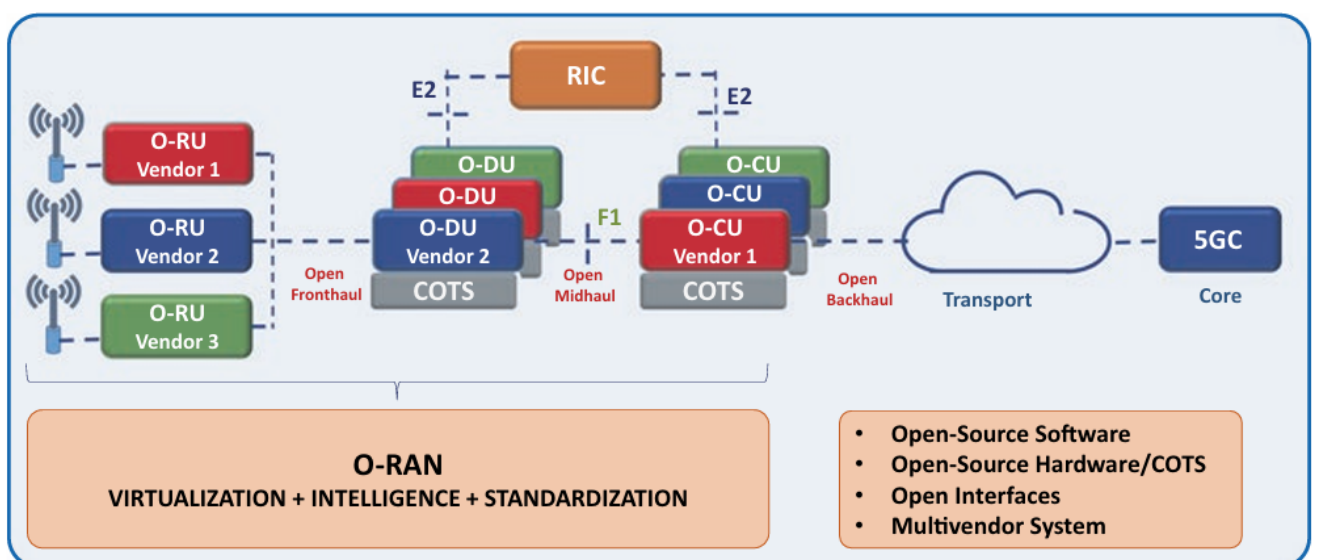 RIC
E2
E2
O-RU
Vendor 1
O-RU
Vendor 2
O-RU
Vendor 3
Open
Fronthaul
O-DU
O-DU
O-DU
Vendor 2
COTS
F1
Open
Midhaul
O-CU
O-CU
O-CU
Vendor 1
COTS
Open
Backhaul
Transport
5GC
Core
O-RAN
VIRTUALIZATION + INTELLIGENCE + STANDARDIZATION
• Open-Source Software
• Open-Source Hardware/COTS
• Open Interfaces
• Multivendor System